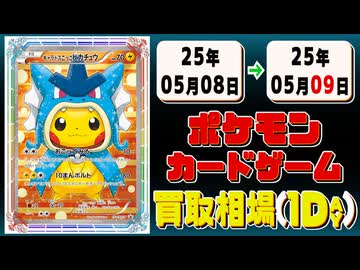 ギャラドスごっこピカチュウ
70
10まんボルト
25年
05月08日
25年
05月09日
ポケモン
カードゲーム
買取相場(1D)